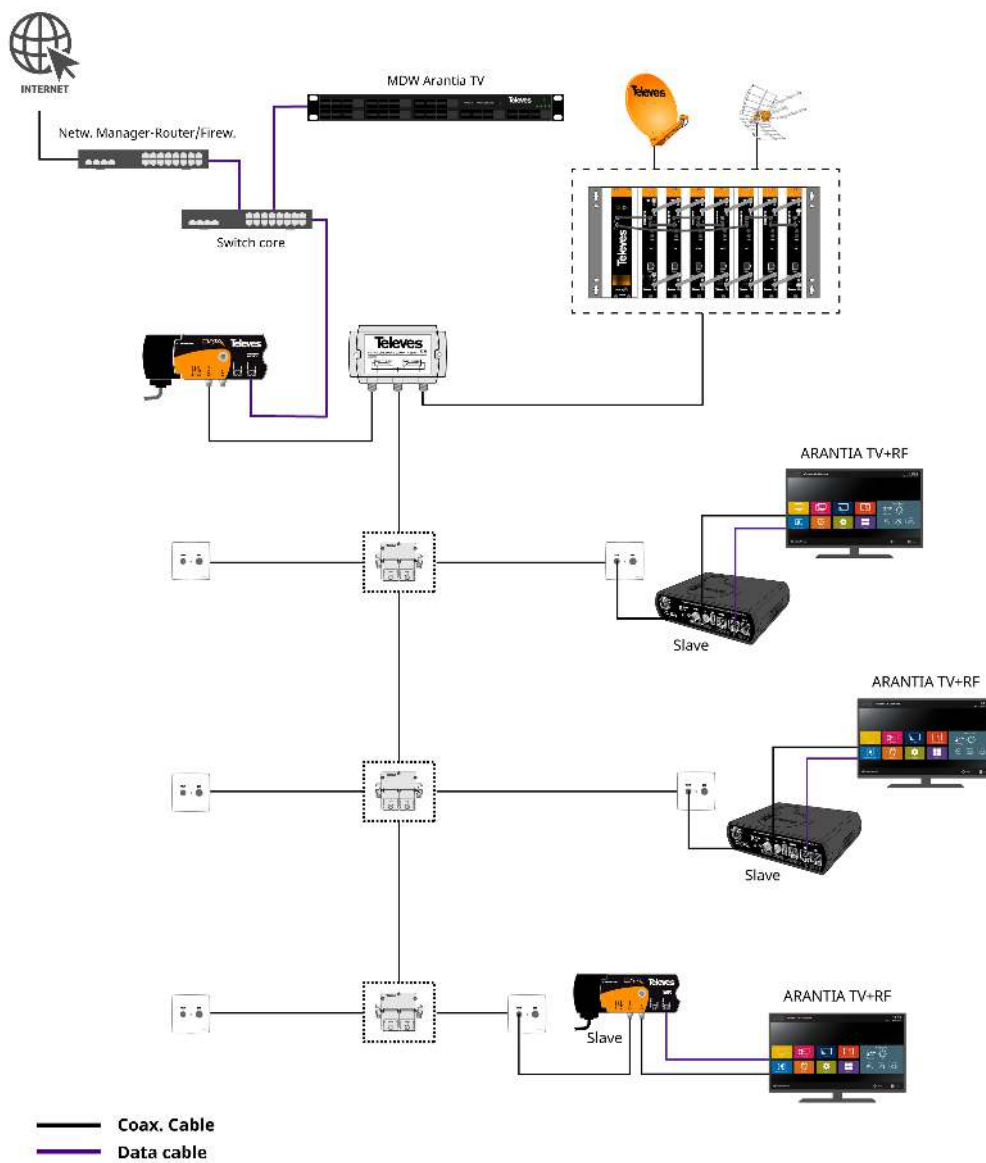 INTERNET
MDW Arantia TV
Televes
Televes
Netw. Manager-Router/Firew.
Switch core
Televes
Televes
Televes
ARANTIA TV+RF
Slave
ARANTIA TV+RF
Slave
Televes
Slave
ARANTIA TV+RF
Coax. Cable
Data cable